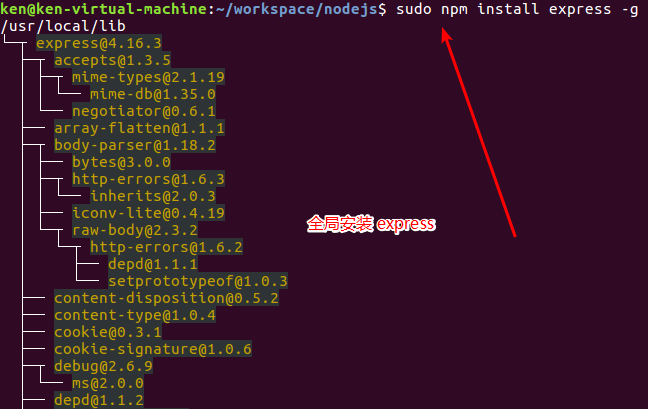 ken@ken-virtual-machine:~/workspace/nodejs$ sudo npm install express -g
/usr/local/lib
express@4.16.3
accepts@1.3.5
mime-types@2.1.19
mime-db@1.35.0
negotiator@0.6.1
array-flatten@1.1.1
body-parser@1.18.2
bytes@3.0.0
http-errors@1.6.3
inherits@2.0.3
iconv-lite@0.4.19
全局安装 express
raw-body@2.3.2
http-errors@1.6.2
depd@1.1.1
setprototypeof@1.0.3
content-disposition@0.5.2
content-type@1.0.4
cookie@0.3.1
cookie-signature@1.0.6
debug@2.6.9
ms@2.0.0
depd@1.1.2